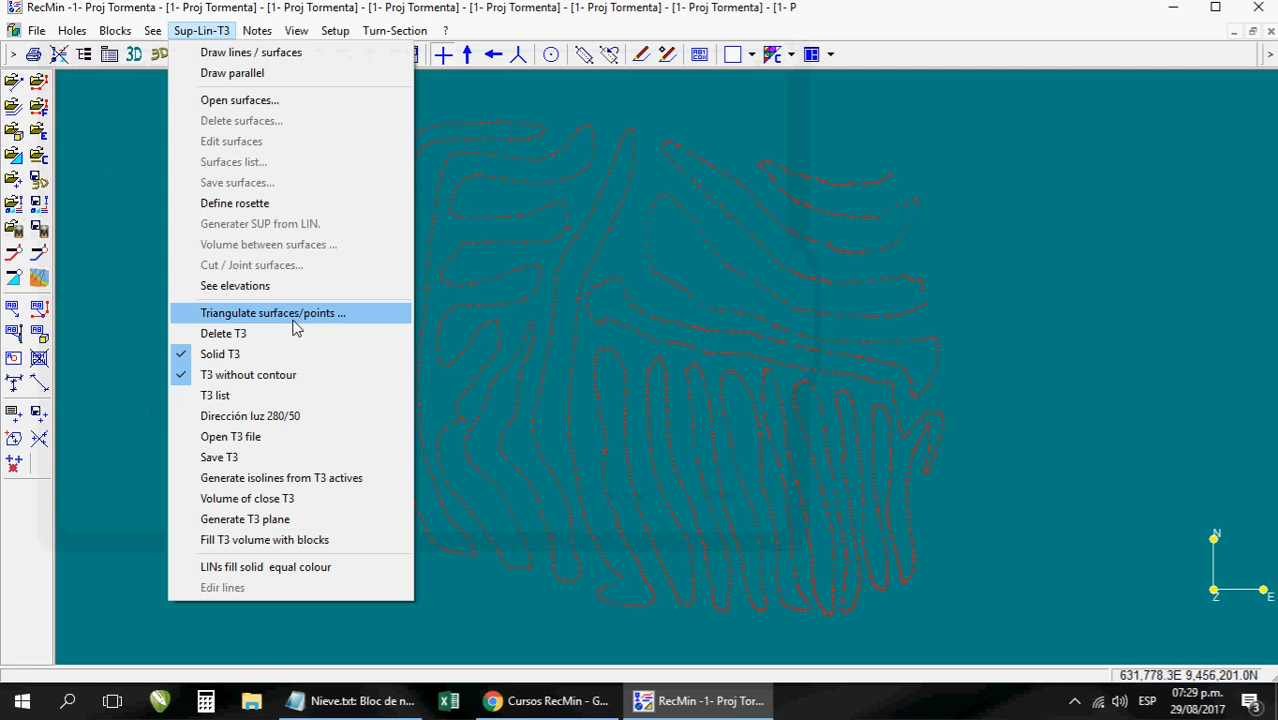 RecMin -1- Proj Tormenta - [1- Proj Tormenta] - [1- Proj Tormenta] - [1- Proj Tormenta] - [1- Proj Tormenta] - [1- Proj Tormenta] - [1- P
File Holes Blocks See Sup-Lin-T3 Notes View Setup Turn-Section ?
3D 3D
Draw lines / surfaces
Draw parallel
Open surfaces...
Delete surfaces...
Edit surfaces
Surfaces list...
Save surfaces...
Define rosette
Generater SUP from LIN.
Volume between surfaces ...
Cut / Joint surfaces...
See elevations
Triangulate surfaces/points ...
Delete T3
Solid T3
T3 without contour
T3 list
Dirección luz 280/50
Open T3 file
Save T3
Generate isolines from T3 actives
Volume of close T3
Generate T3 plane
Fill T3 volume with blocks
LINs fill solid equal colour
Edir lines
N
Z E
631,778.3E 9,456,201.0N
Nieve.txt: Bloc de n...
Cursos RecMin - G...
RecMin -1- Proj Tor...
ESP
07:29 p.m.
29/08/2017
3